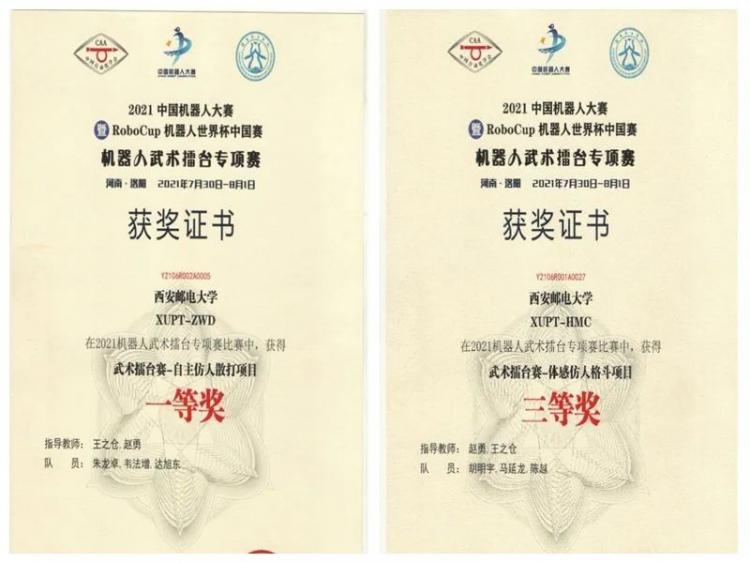 CAA
中国机器人大赛
2021 中国机器人大赛
暨 RoboCup 机器人世界杯中国赛
机器人武术擂台专项赛
河南·洛阳 2021年7月30日-8月1日
获奖证书
Y2106R002A0005
西安邮电大学
XUPT-ZWD
在2021机器人武术擂台专项赛比赛中，获得
武术擂台赛-自主仿人散打项目
一等奖
指导教师： 王之仓,赵勇
队 员： 朱龙卓,韦法增,达旭东
CAA
中国机器人大赛
2021 中国机器人大赛
暨 RoboCup 机器人世界杯中国赛
机器人武术擂台专项赛
河南·洛阳 2021年7月30日-8月1日
获奖证书
Y2106R001A0027
西安邮电大学
XUPT-HMC
在2021机器人武术擂台专项赛比赛中，获得
武术擂台赛-体感仿人格斗项目
三等奖
指导教师： 赵勇,王之仓
队 员： 胡明宇,马延龙,陈越